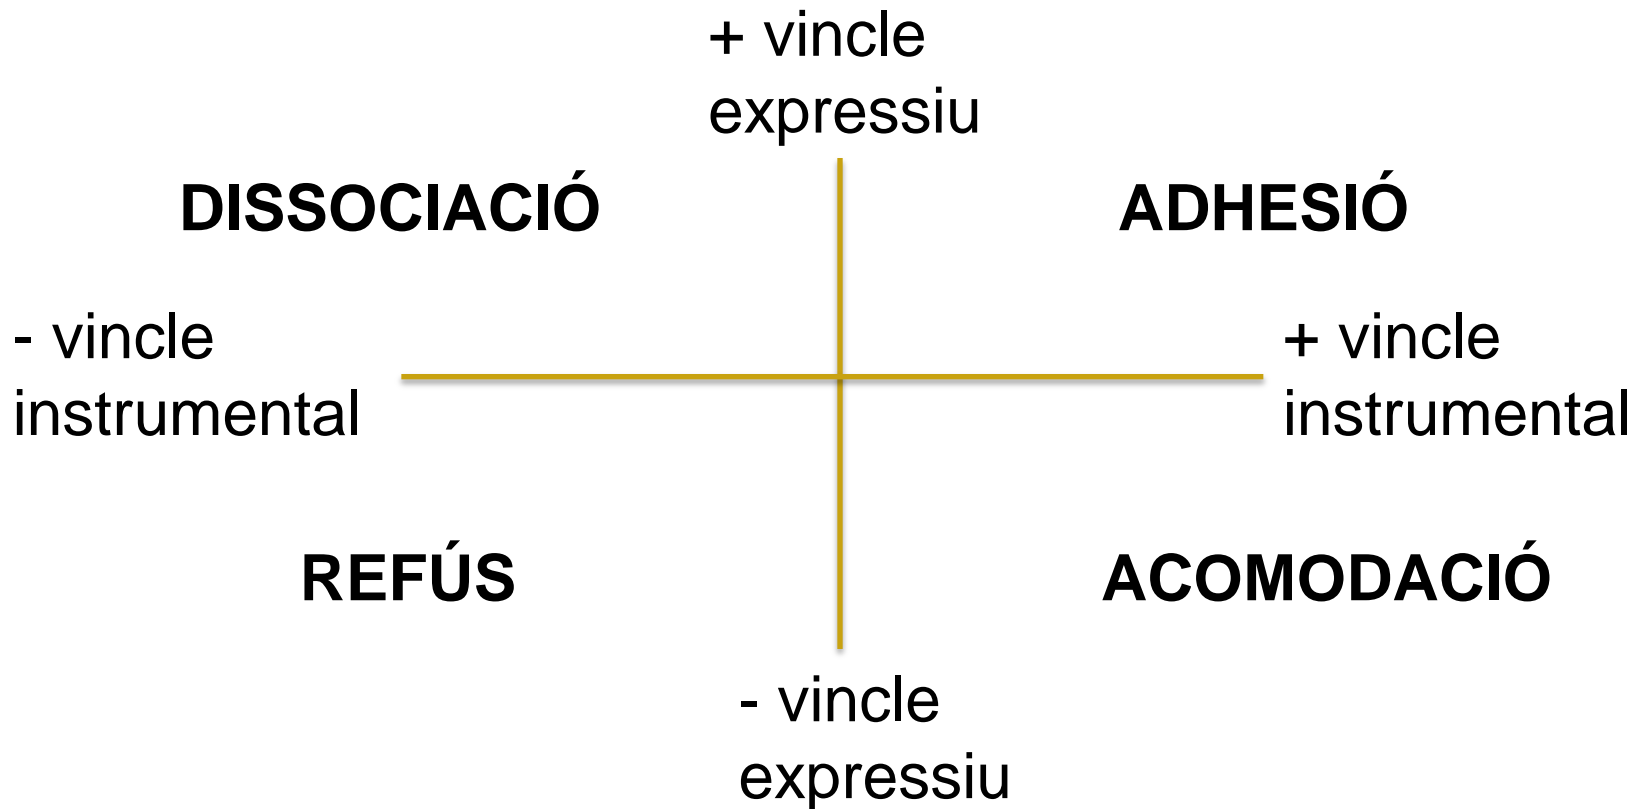 + vincle
expressiu
DISSOCIACIÓ
ADHESIÓ
- vincle
instrumental
+ vincle
instrumental
REFÚS
ACOMODACIÓ
- vincle
expressiu